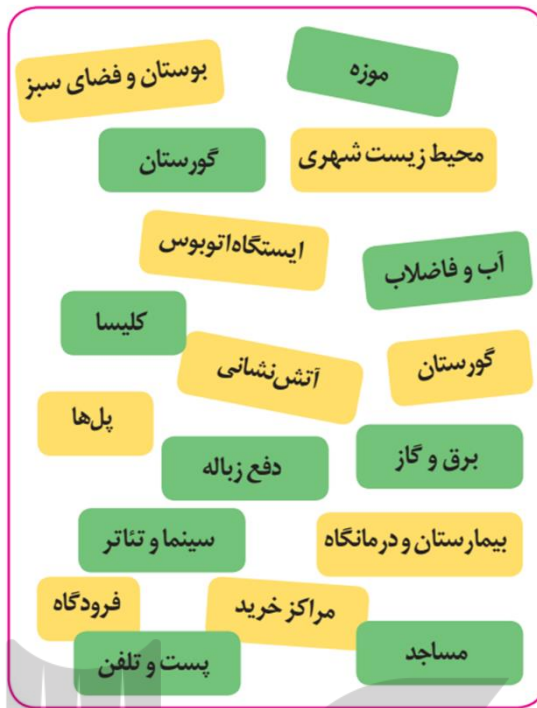 موزه
بوستان و فضای سبز
محیط زیست شهری
گورستان
ایستگاه اتوبوس
آب و فاضلاب
کلیسا
آتش‌نشانی
گورستان
پل‌ها
برق و گاز
دفع زباله
بیمارستان و درمانگاه
سینما و تئاتر
مراکز خرید
فرودگاه
مساجد
پست و تلفن